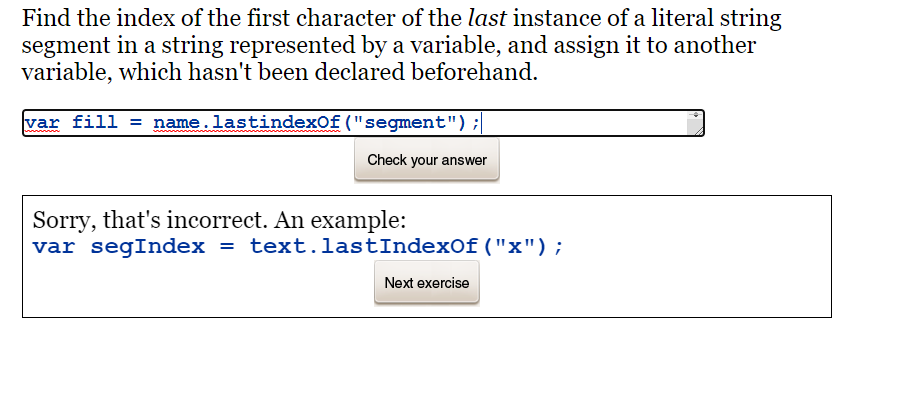 Find the index of the first character of the last instance of a literal string
segment in a string represented by a variable, and assign it to another
variable, which hasn't been declared beforehand.
var fill = name.lastindexOf("segment");
Check your answer
Sorry, that's incorrect. An example:
var segIndex = text.lastIndexOf("x");
Next exercise